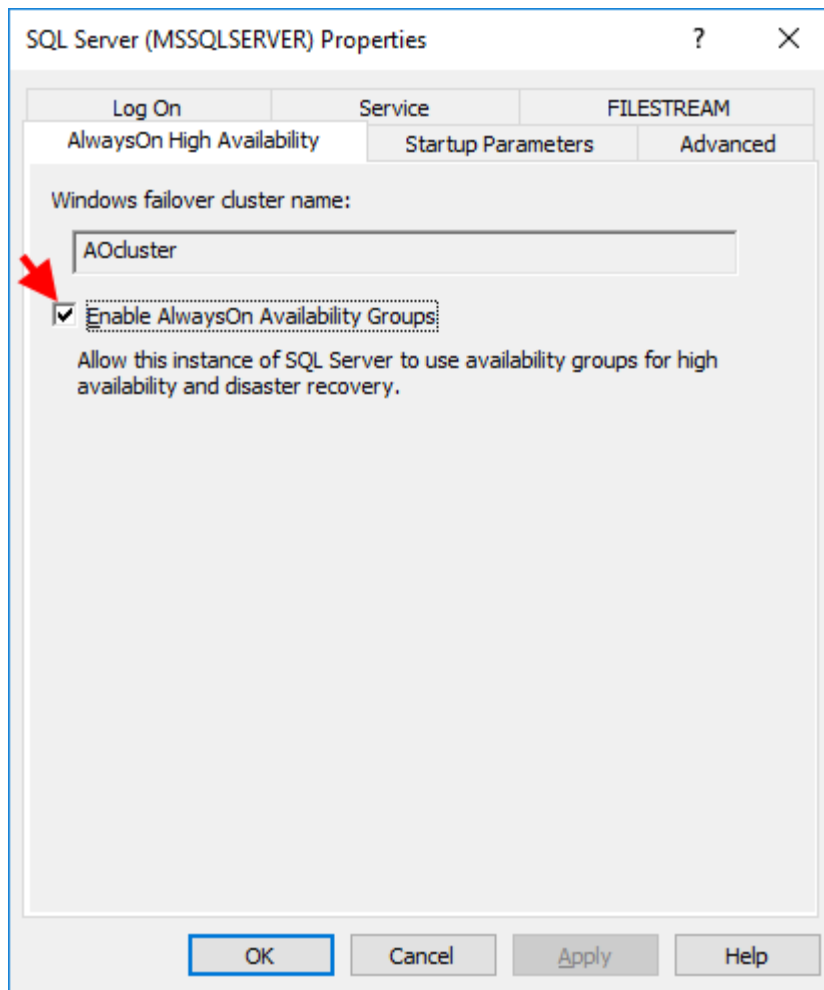 SQL Server (MSSQLSERVER) Properties ? ×
Log On Service FILESTREAM
AlwaysOn High Availability Startup Parameters Advanced
Windows failover cluster name:
AOcluster
Enable AlwaysOn Availability Groups
Allow this instance of SQL Server to use availability groups for high
availability and disaster recovery.
OK Cancel Apply Help